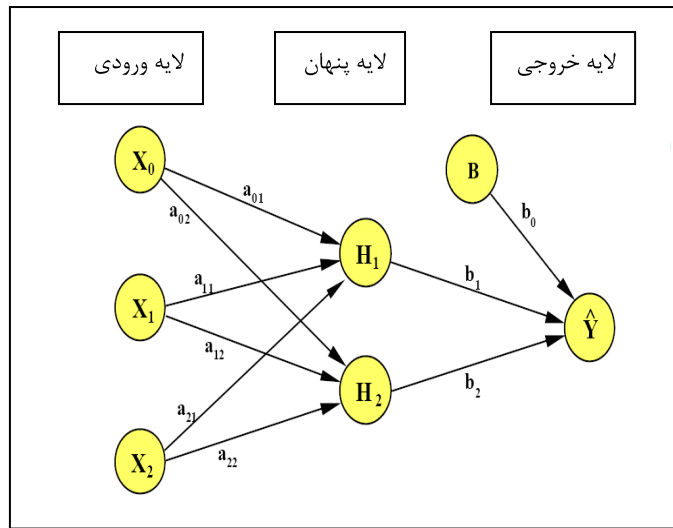 لایه ورودی
لایه پنهان
لایه خروجی
X₀
B
a₀₁
a₀₂
b₀
H₁
a₁₁
b₁
X₁
Ŷ
a₁₂
b₂
H₂
a₂₁
a₂₂
X₂